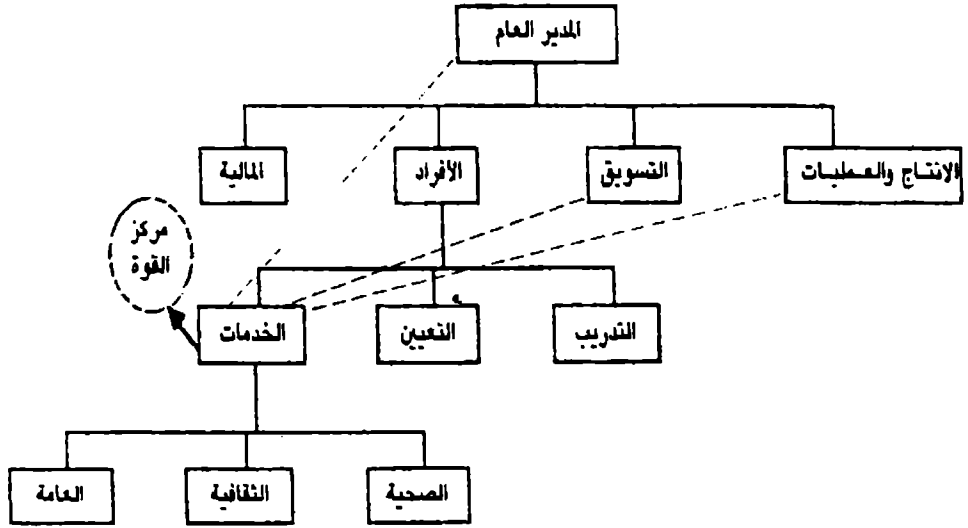 المدير العام
الانتاج والعمليات
التسويق
الأفراد
المالية
مركز
القوة
التدريب
التعيين
الخدمات
الصحية
الثقافية
العامة